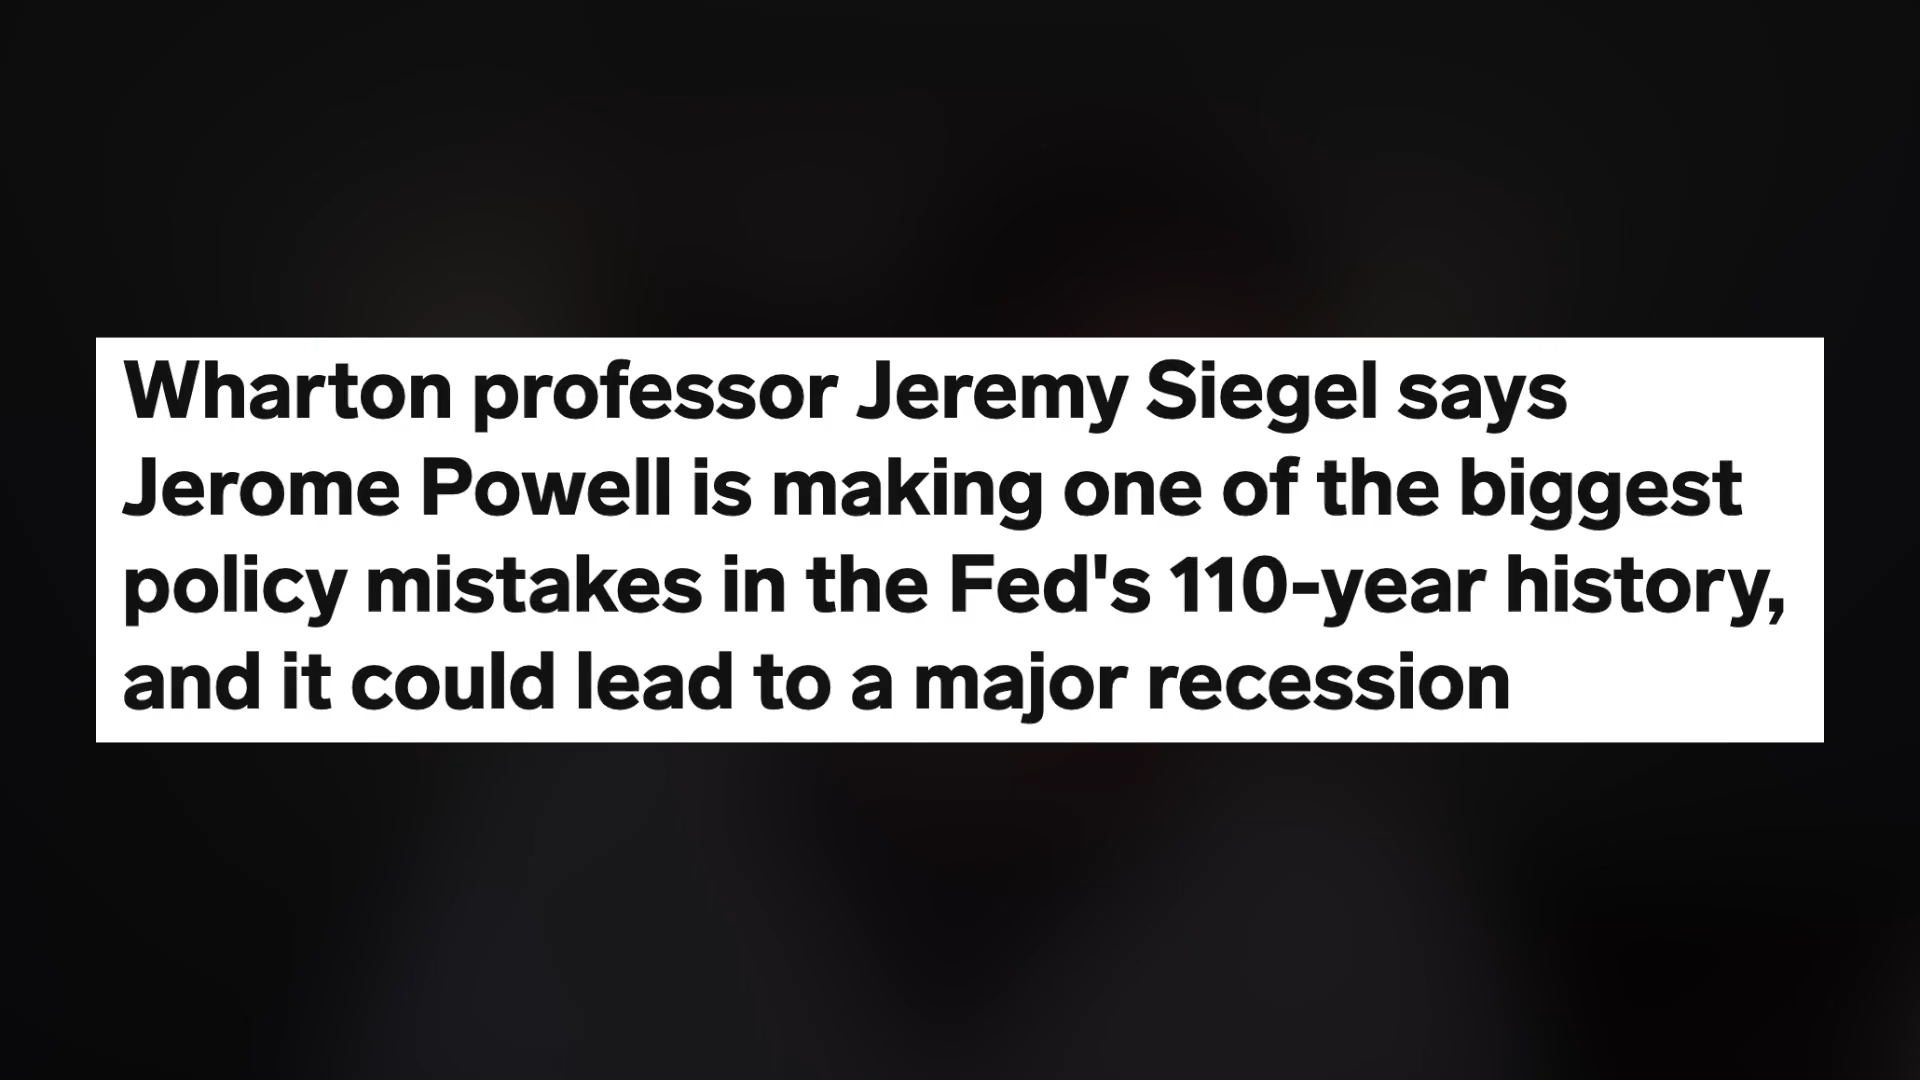 Wharton professor Jeremy Siegel says
Jerome Powell is making one of the biggest
policy mistakes in the Fed's 110-year history,
and it could lead to a major recession